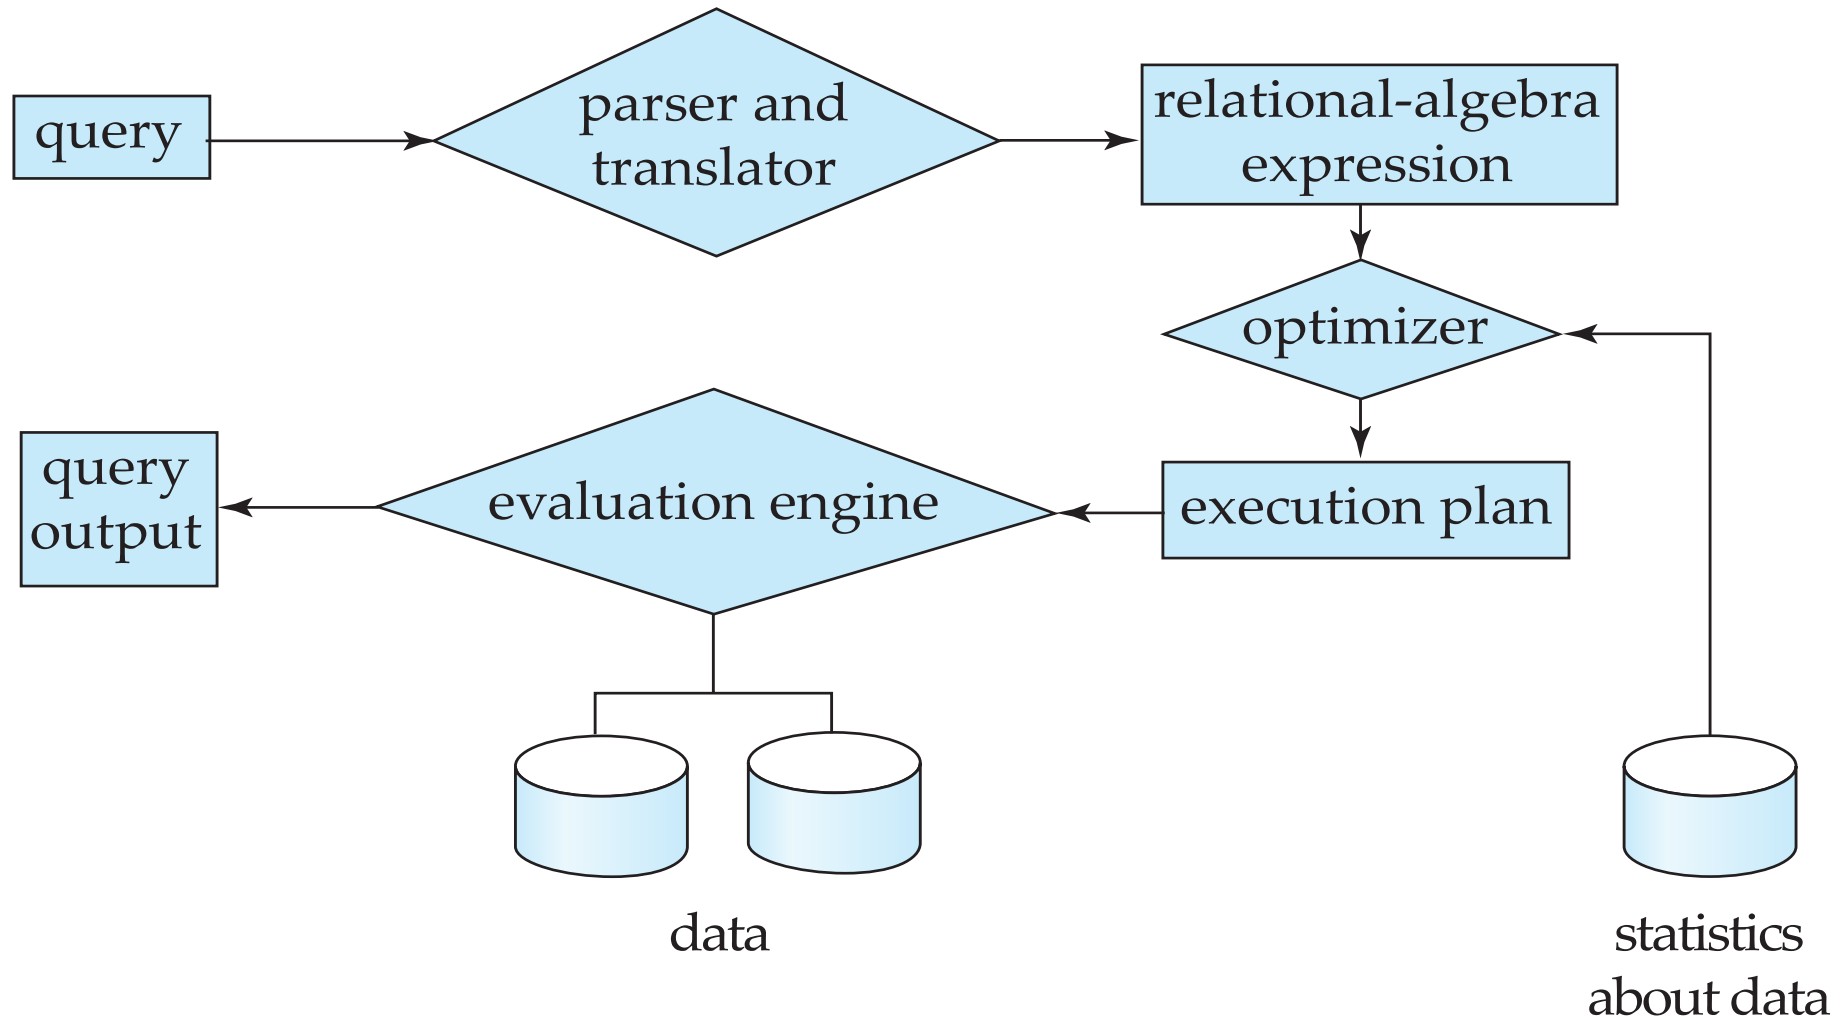 query
parser and
translator
relational-algebra
expression
optimizer
query
output
evaluation engine
execution plan
data
statistics
about data